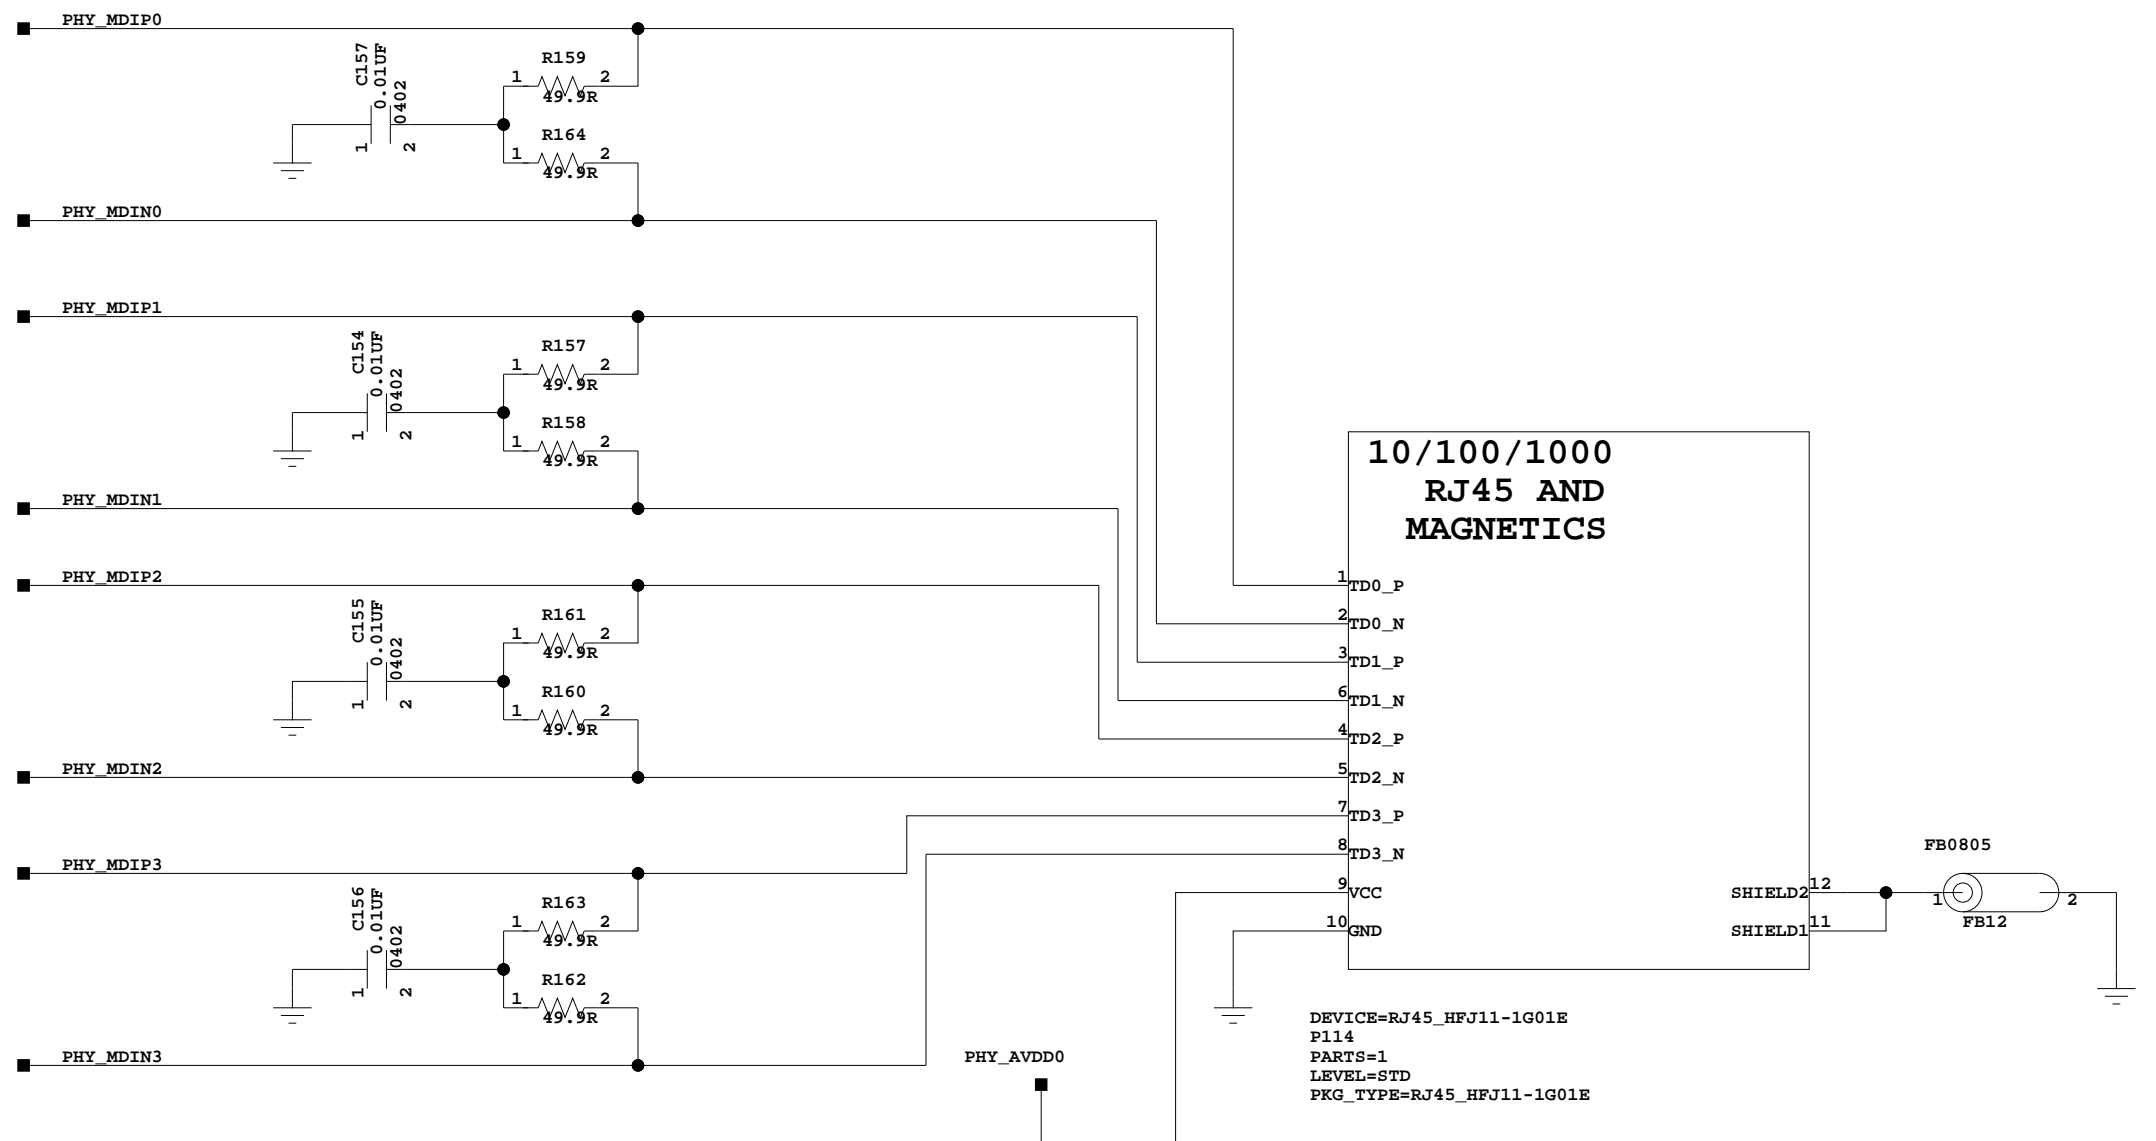 PHY_MDIP0
C157
0.01UF
0402
1
2
R159
1
2
49.9R
R164
1
2
49.9R
PHY_MDIN0
PHY_MDIP1
C154
0.01UF
0402
1
2
R157
1
2
49.9R
R158
1
2
49.9R
PHY_MDIN1
PHY_MDIP2
C155
0.01UF
0402
1
2
R161
1
2
49.9R
R160
1
2
49.9R
PHY_MDIN2
PHY_MDIP3
C156
0.01UF
0402
1
2
R163
1
2
49.9R
R162
1
2
49.9R
PHY_MDIN3
PHY_AVDD0
10/100/1000
RJ45 AND
MAGNETICS
1 TD0_P
2 TD0_N
3 TD1_P
6 TD1_N
4 TD2_P
5 TD2_N
7 TD3_P
8 TD3_N
9 VCC
10 GND
SHIELD2 12
SHIELD1 11
FB0805
1
2
FB12
DEVICE=RJ45_HFJ11-1G01E
P114
PARTS=1
LEVEL=STD
PKG_TYPE=RJ45_HFJ11-1G01E